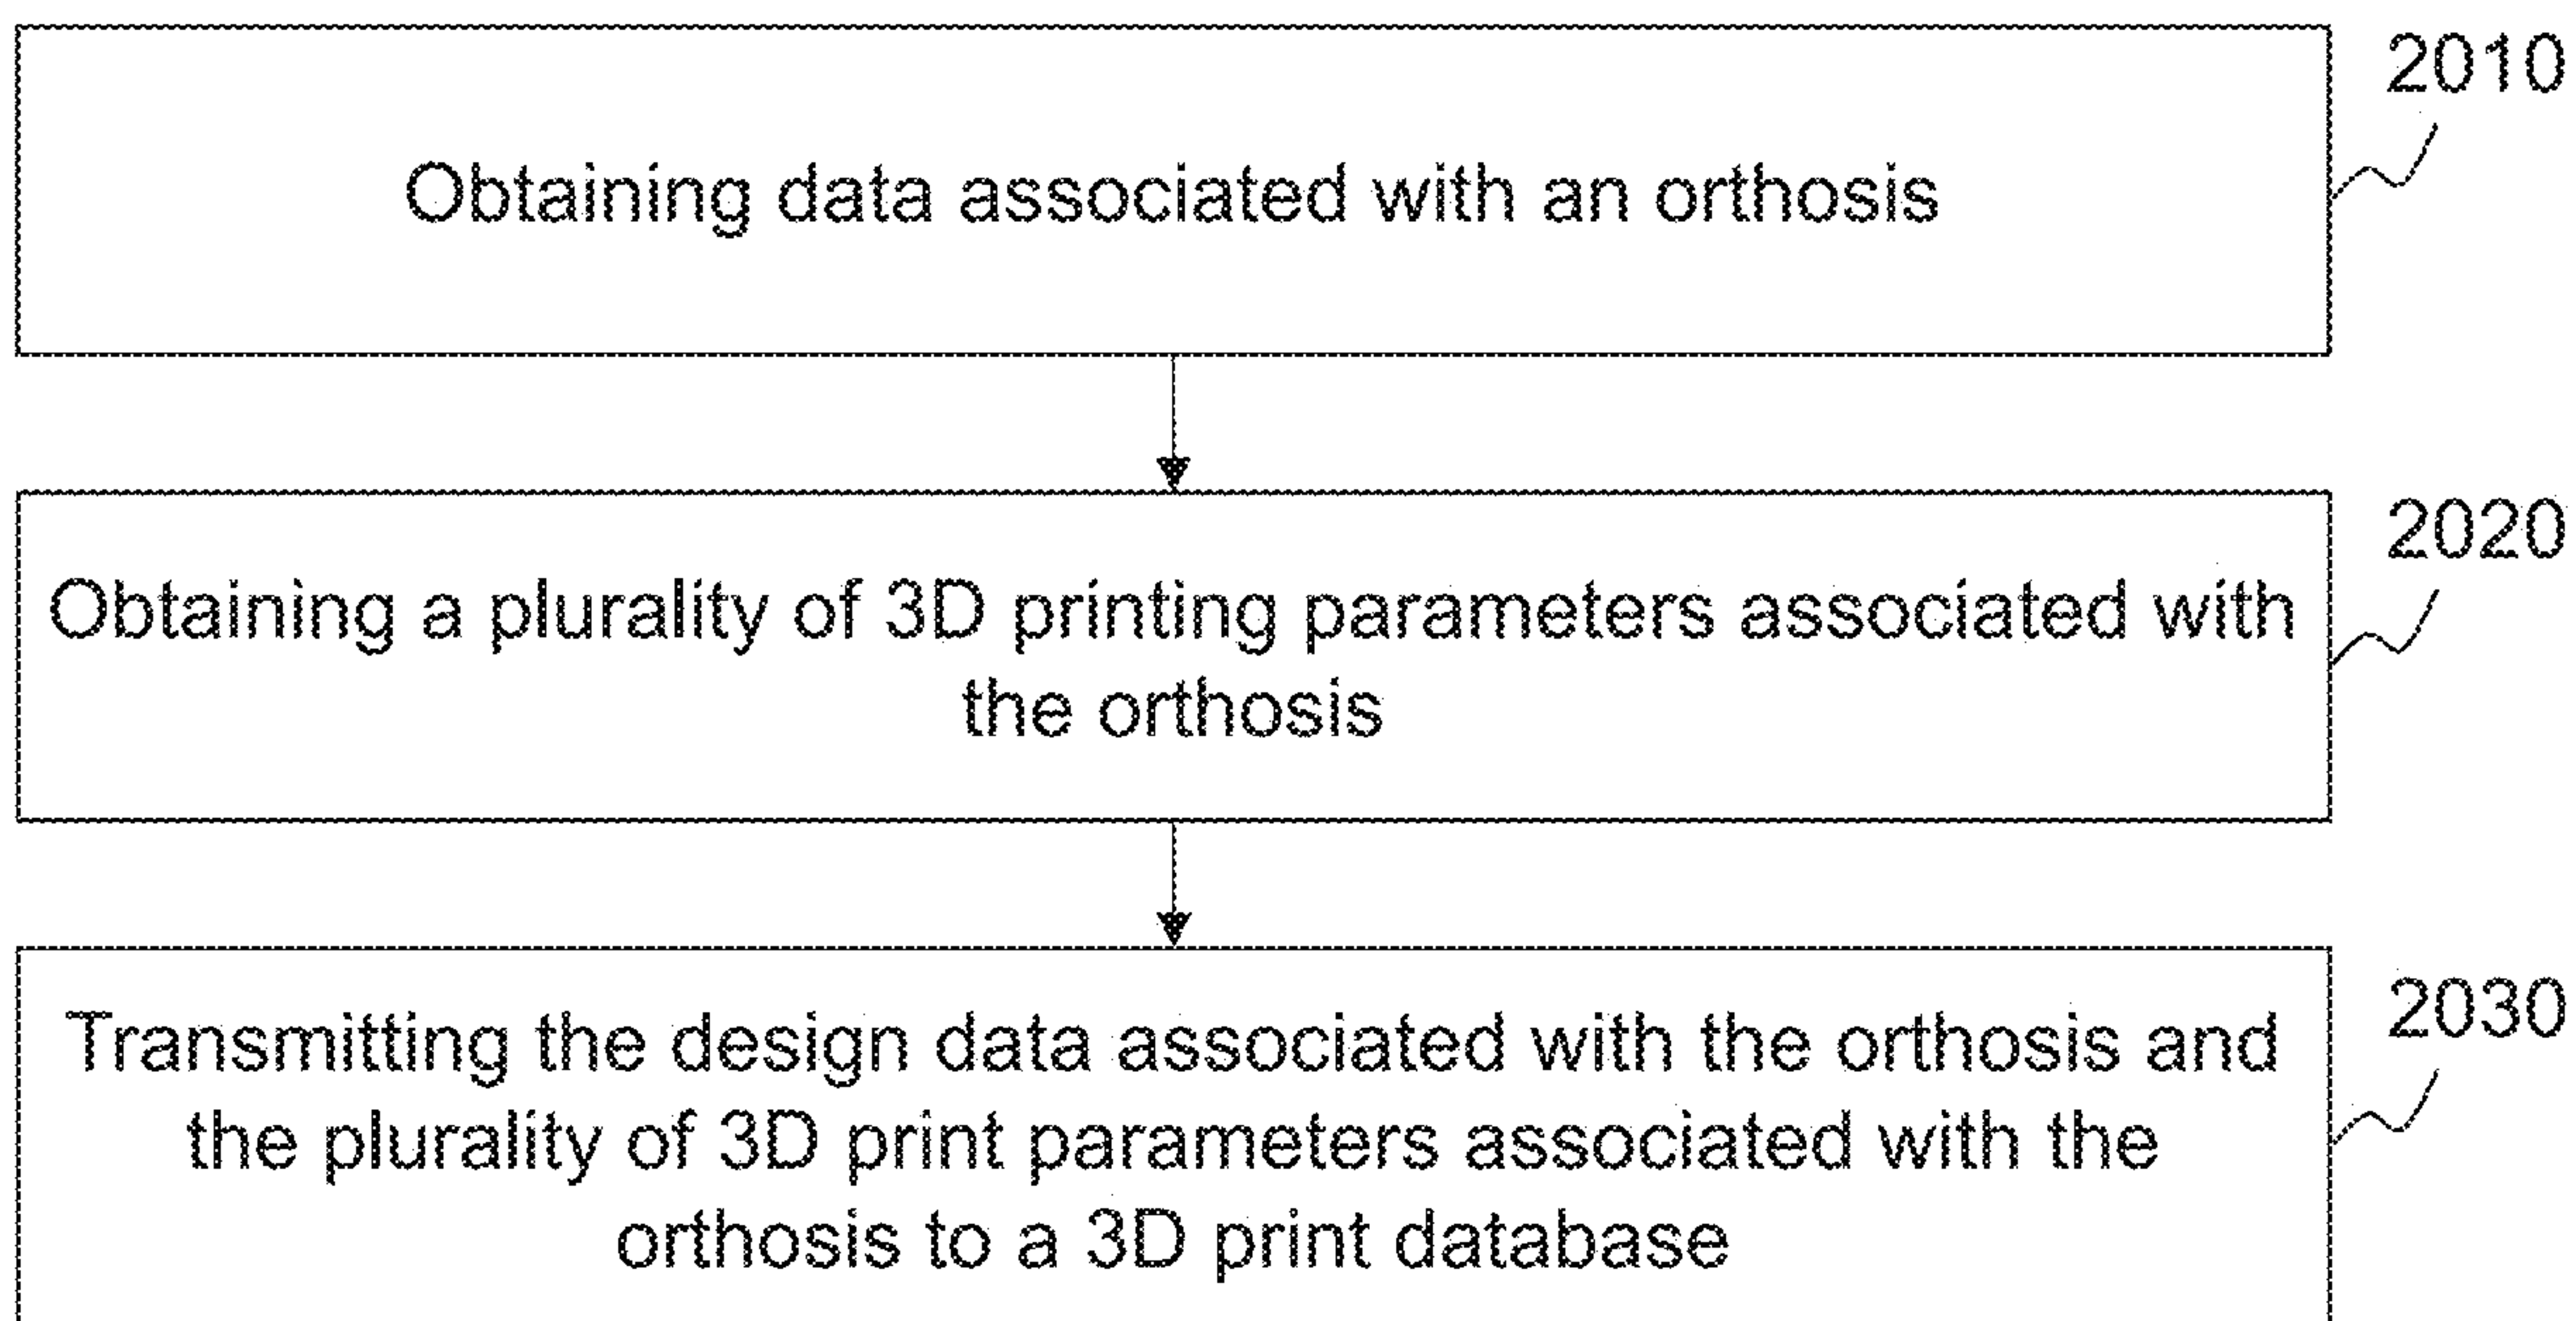 2010
Obtaining data associated with an orthosis
2020
Obtaining a plurality of 3D printing parameters associated with
the orthosis
2030
Transmitting the design data associated with the orthosis and
the plurality of 3D print parameters associated with the
orthosis to a 3D print database